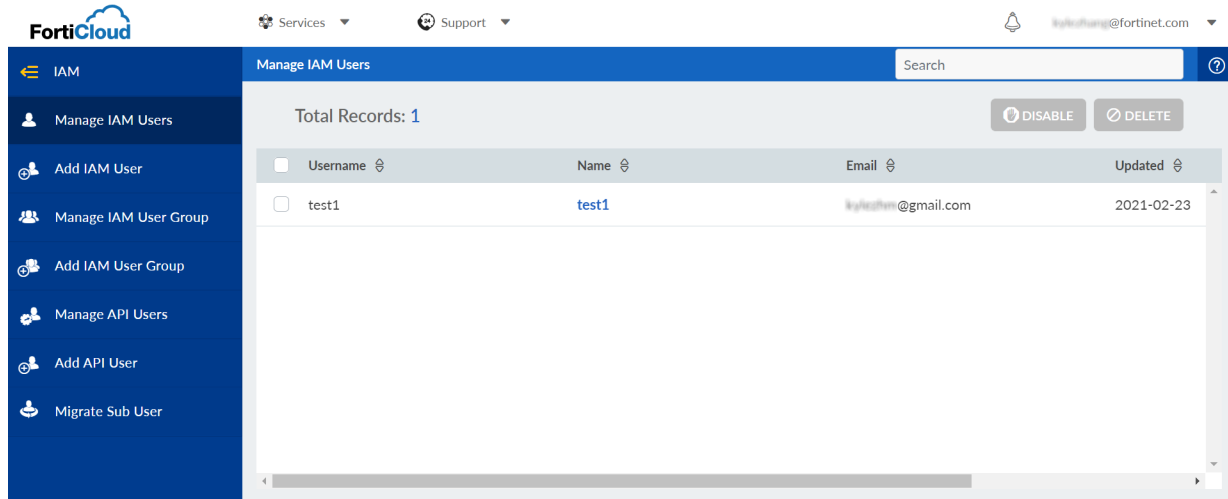 FortiCloud
Services
24
Support
@fortinet.com
IAM
Manage IAM Users
Search
Manage IAM Users
Add IAM User
Manage IAM User Group
Add IAM User Group
Manage API Users
Add API User
Migrate Sub User
Total Records: 1
DISABLE
DELETE
Username Name Email Updated
test1 test1 @gmail.com 2021-02-23